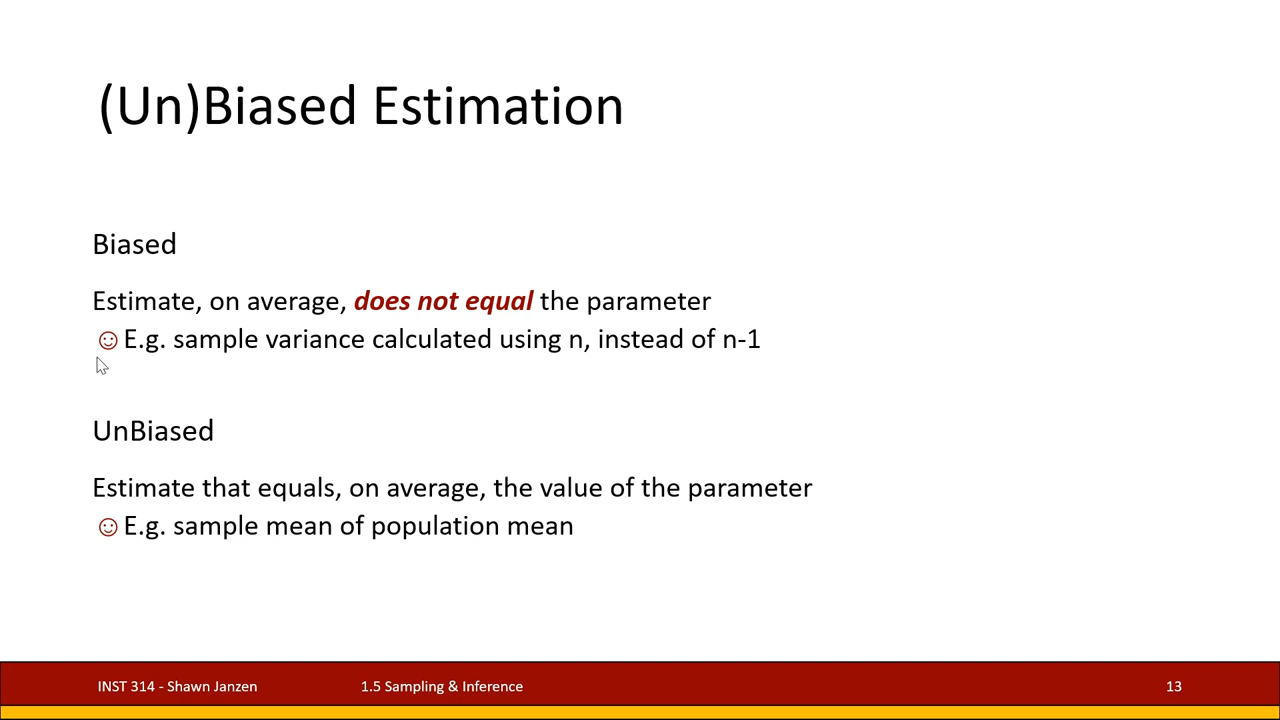 (Un)Biased Estimation
Biased
Estimate, on average, does not equal the parameter
☺E.g. sample variance calculated using n, instead of n-1
UnBiased
Estimate that equals, on average, the value of the parameter
☺E.g. sample mean of population mean
INST 314 - Shawn Janzen 1.5 Sampling & Inference 13